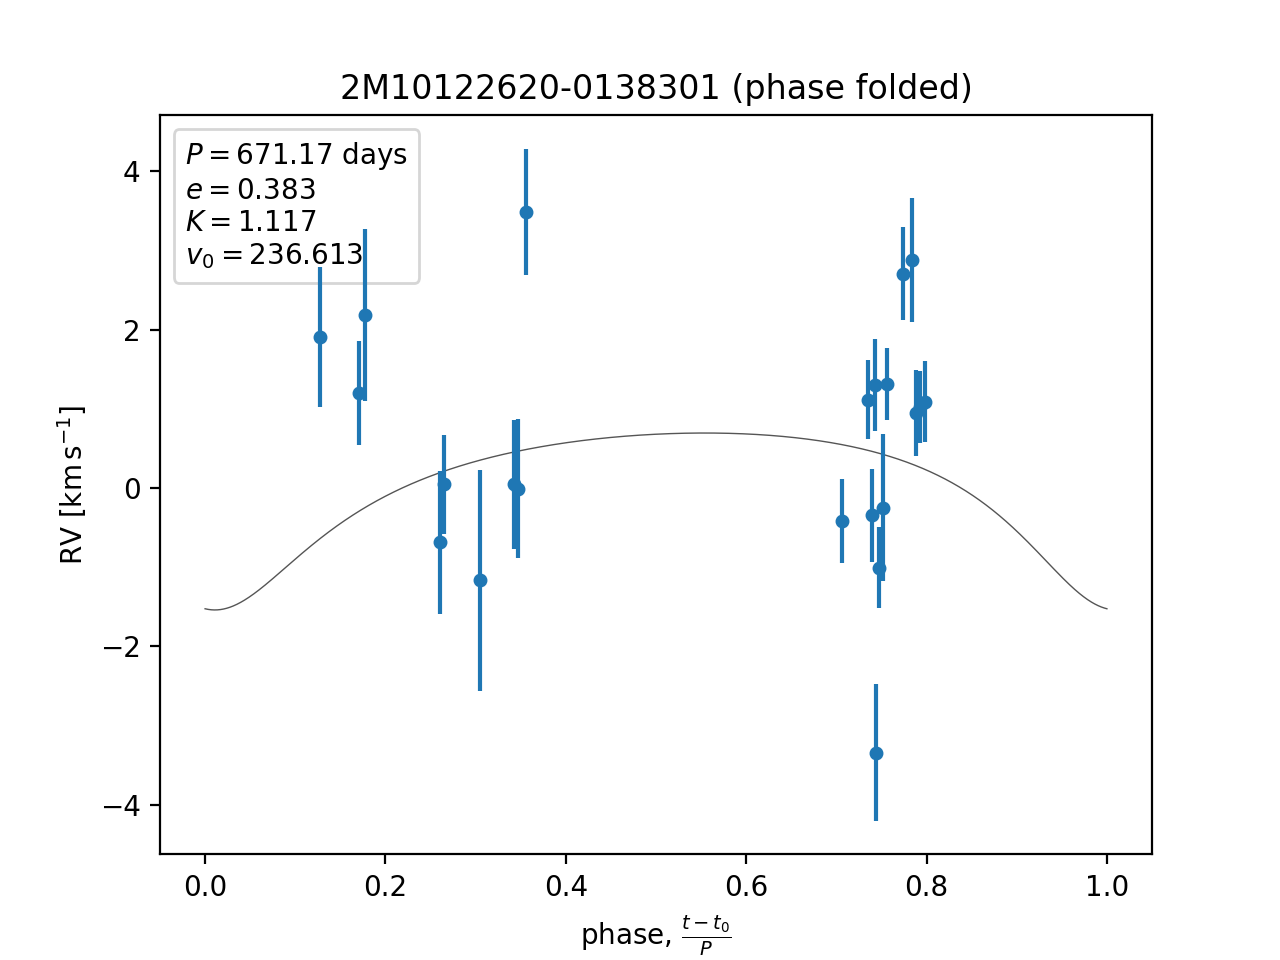 2M10122620-0138301 (phase folded)
P = 671.17 days
e = 0.383
K = 1.117
v₀ = 236.613
4
2
0
−2
−4
RV [km s⁻¹]
0.0 0.2 0.4 0.6 0.8 1.0
phase, (t − t₀)/P